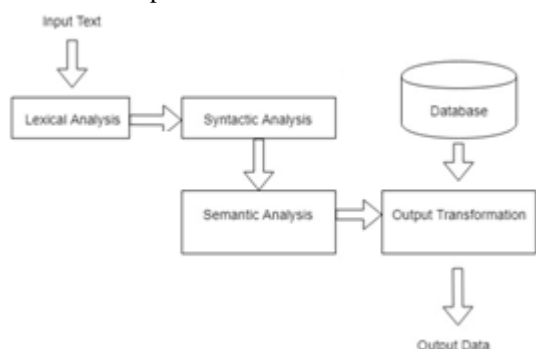 Input Text
Lexical Analysis
Syntactic Analysis
Database
Semantic Analysis
Output Transformation
Output Data